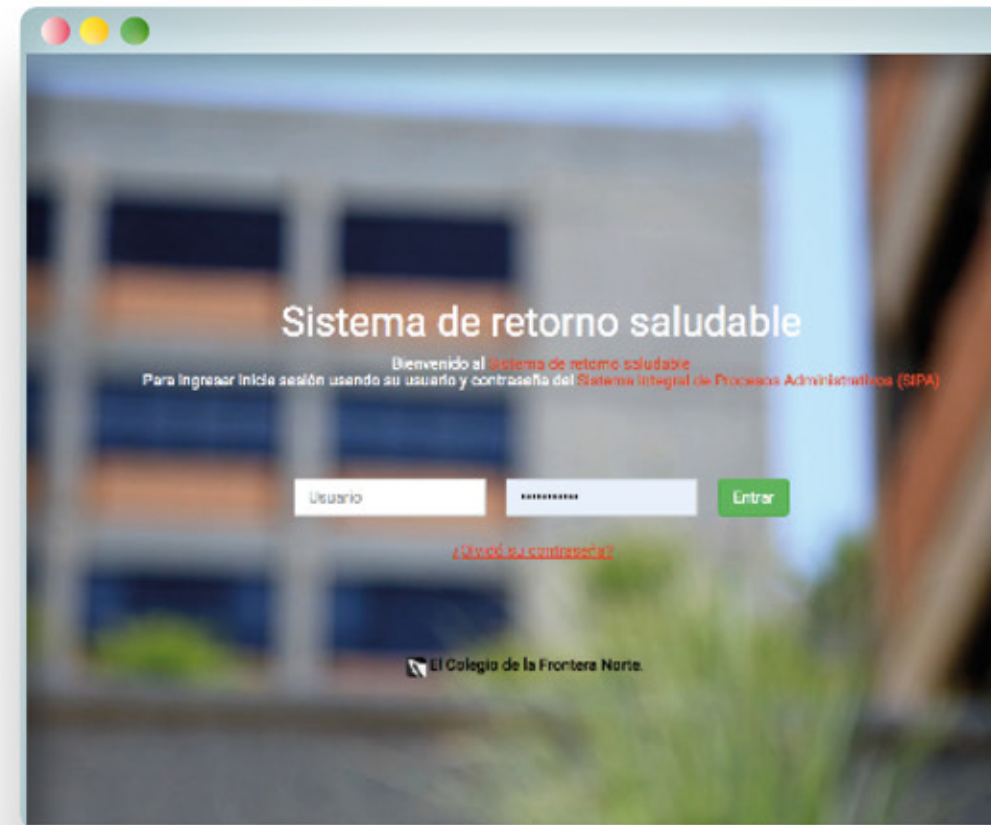 Sistema de retorno saludable
Bienvenido al Sistema de retorno saludable
Para ingresar inicie sesión usando su usuario y contraseña del Sistema Integral de Procesos Administrativos (SIPA)
Usuario
Entrar
¿Olvidó su contraseña?
El Colegio de la Frontera Norte.